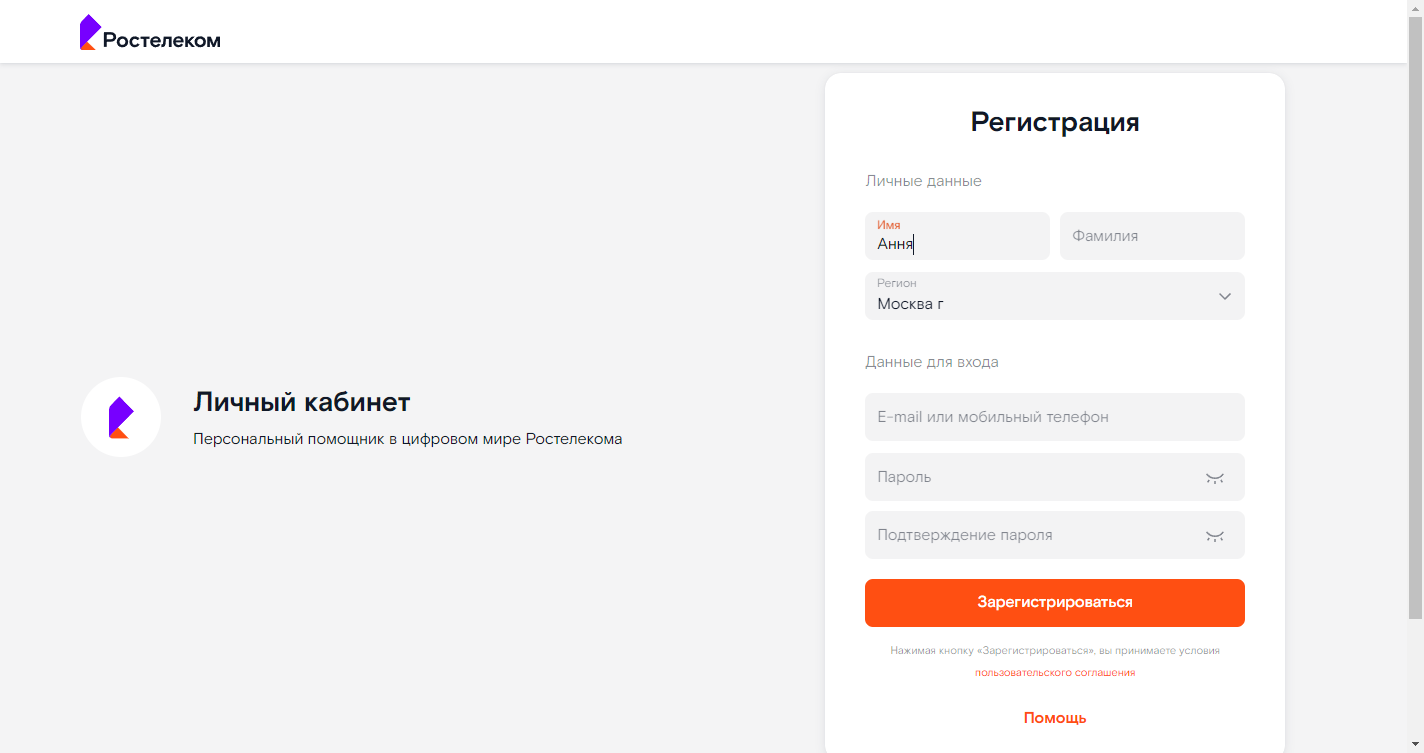 Ростелеком
Регистрация
Личные данные
Имя
Ання
Фамилия
Регион
Москва г
Данные для входа
E-mail или мобильный телефон
Пароль
Подтверждение пароля
Зарегистрироваться
Нажимая кнопку «Зарегистрироваться», вы принимаете условия
пользовательского соглашения
Помощь
Личный кабинет
Персональный помощник в цифровом мире Ростелекома